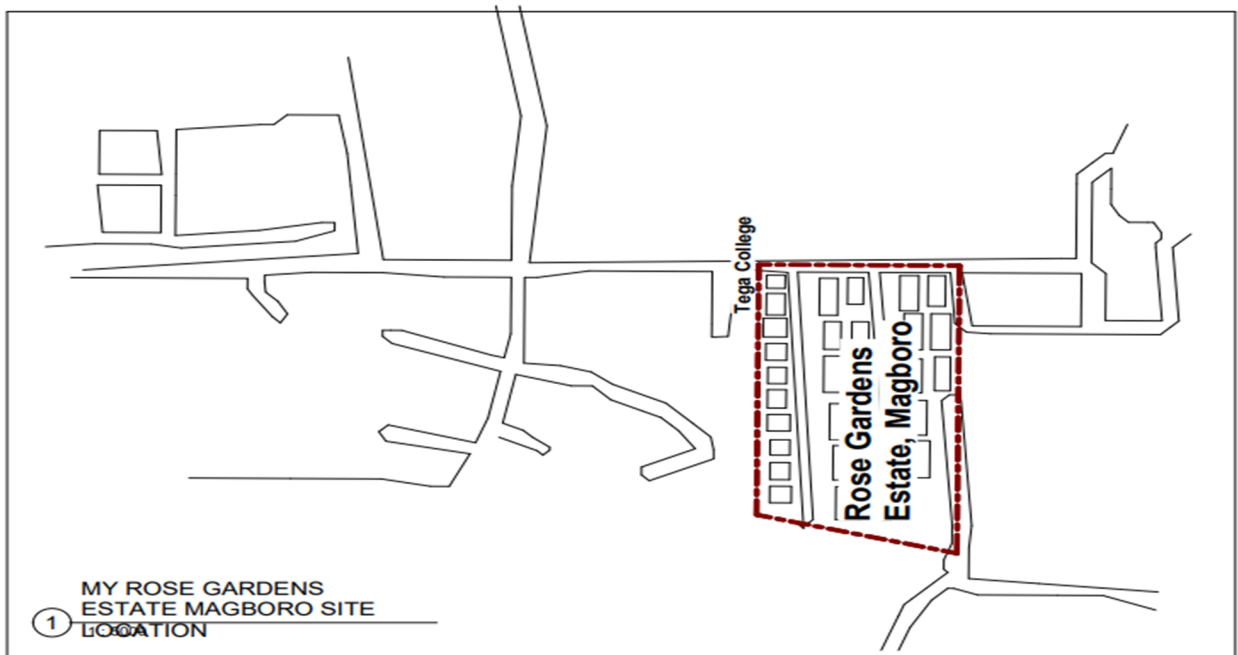 Tega College
Rose Gardens
Estate, Magboro
MY ROSE GARDENS
ESTATE MAGBORO SITE
LOCATION
1